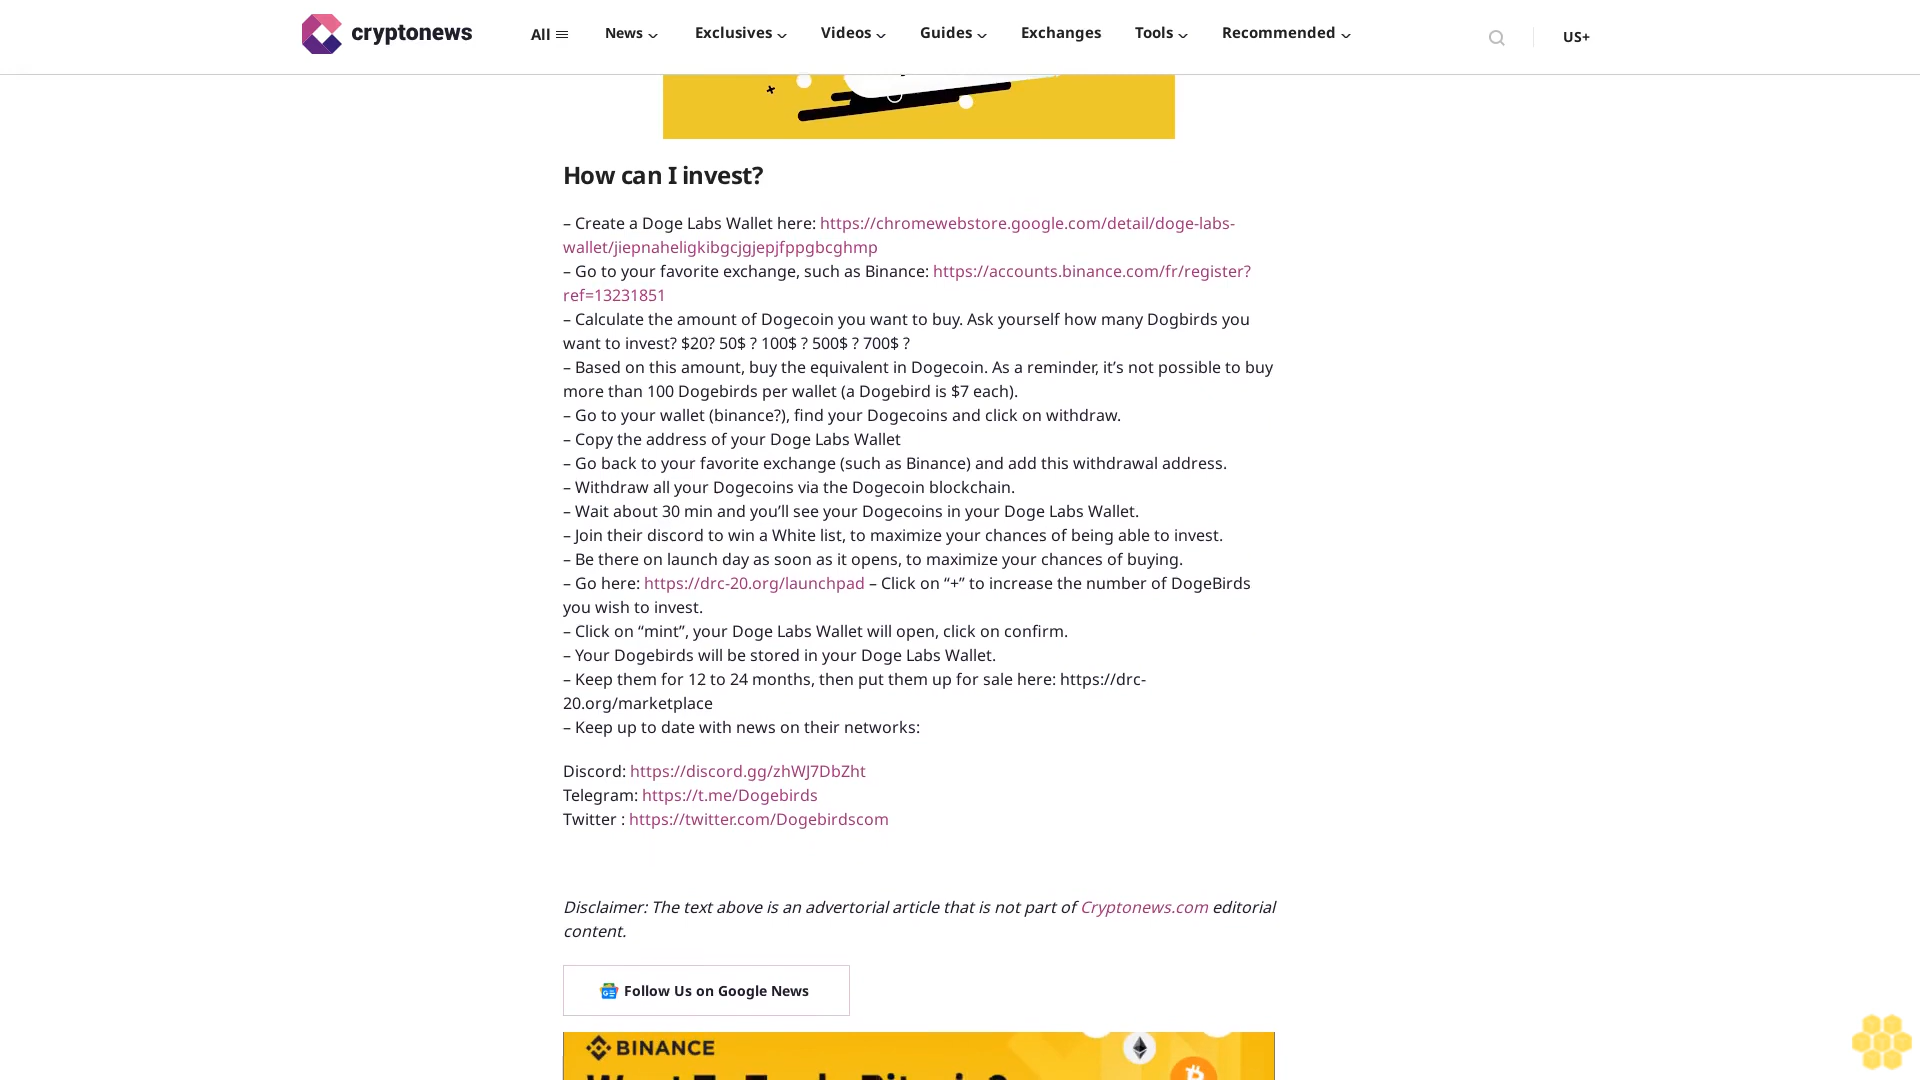 cryptonews
All
News
Exclusives
Videos
Guides
Exchanges
Tools
Recommended
US+
How can I invest?
– Create a Doge Labs Wallet here: https://chromewebstore.google.com/detail/doge-labs-
wallet/jiepnaheligkibgcjgjepjfppgbcghmp
– Go to your favorite exchange, such as Binance: https://accounts.binance.com/fr/register?
ref=13231851
– Calculate the amount of Dogecoin you want to buy. Ask yourself how many Dogbirds you
want to invest? $20? 50$ ? 100$ ? 500$ ? 700$ ?
– Based on this amount, buy the equivalent in Dogecoin. As a reminder, it’s not possible to buy
more than 100 Dogebirds per wallet (a Dogebird is $7 each).
– Go to your wallet (binance?), find your Dogecoins and click on withdraw.
– Copy the address of your Doge Labs Wallet
– Go back to your favorite exchange (such as Binance) and add this withdrawal address.
– Withdraw all your Dogecoins via the Dogecoin blockchain.
– Wait about 30 min and you’ll see your Dogecoins in your Doge Labs Wallet.
– Join their discord to win a White list, to maximize your chances of being able to invest.
– Be there on launch day as soon as it opens, to maximize your chances of buying.
– Go here: https://drc-20.org/launchpad – Click on “+” to increase the number of DogeBirds
you wish to invest.
– Click on “mint”, your Doge Labs Wallet will open, click on confirm.
– Your Dogebirds will be stored in your Doge Labs Wallet.
– Keep them for 12 to 24 months, then put them up for sale here: https://drc-
20.org/marketplace
– Keep up to date with news on their networks:
Discord: https://discord.gg/zhWJ7DbZht
Telegram: https://t.me/Dogebirds
Twitter : https://twitter.com/Dogebirdscom
Disclaimer: The text above is an advertorial article that is not part of Cryptonews.com editorial
content.
Follow Us on Google News
BINANCE
Want To Trade Bitcoin?